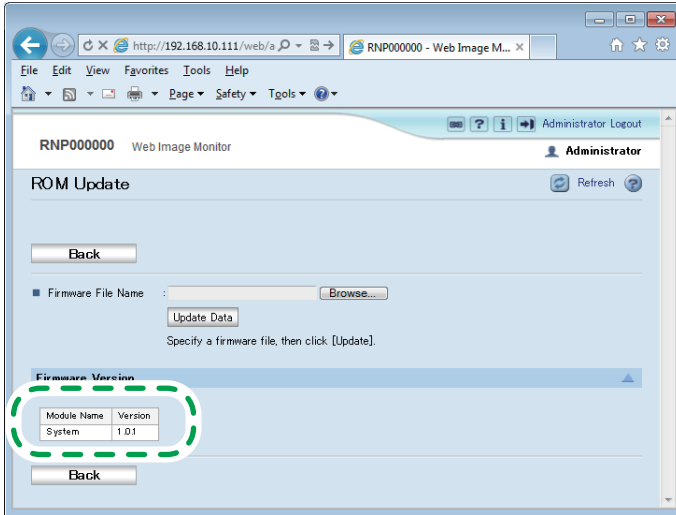 http://192.168.10.111/web/a
RNP000000 - Web Image M... ×
File Edit View Favorites Tools Help
Page Safety Tools
Administrator Logout
RNP000000 Web Image Monitor
Administrator
ROM Update
Refresh
Back
Firmware File Name : Browse...
Update Data
Specify a firmware file, then click [Update].
Firmware Version
Module Name Version
System 1.0.1
Back